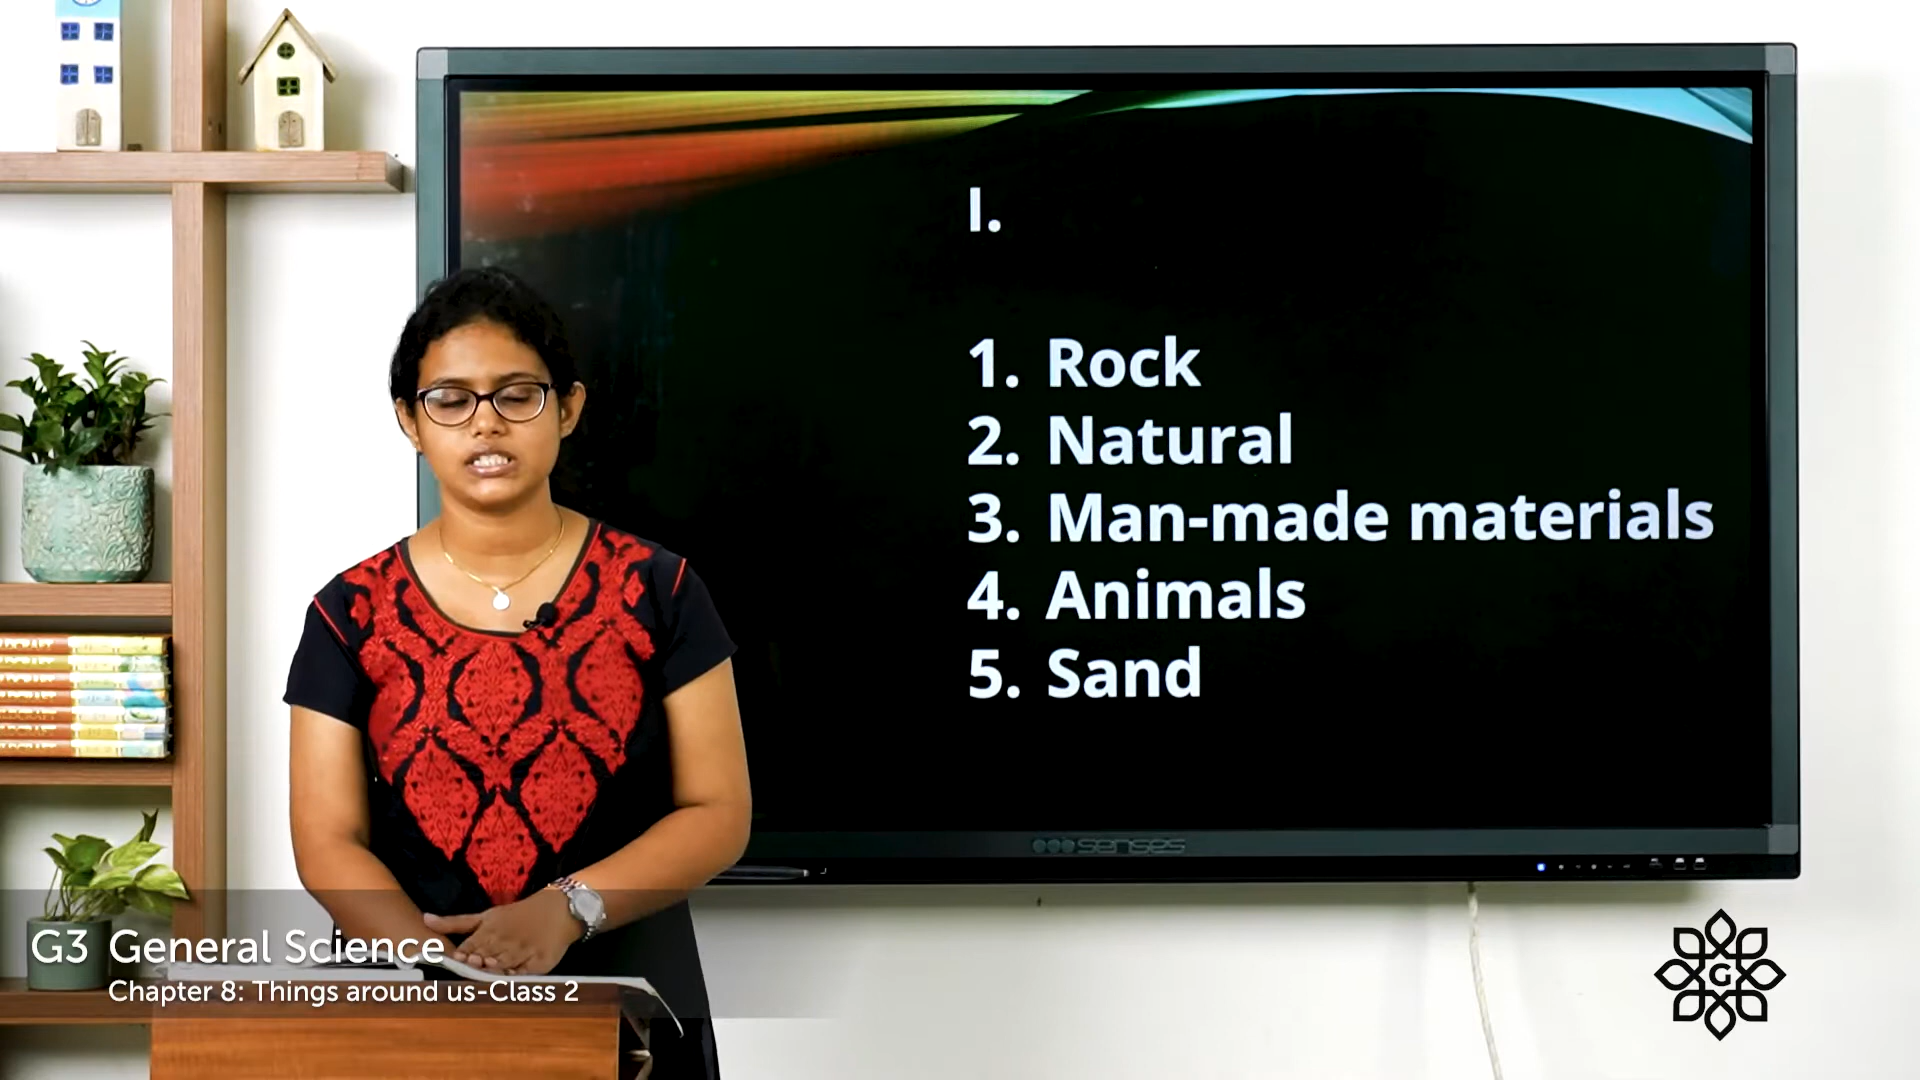 I.
1. Rock
2. Natural
3. Man-made materials
4. Animals
5. Sand
senses
G3 General Science
Chapter 8: Things around us-Class 2
G